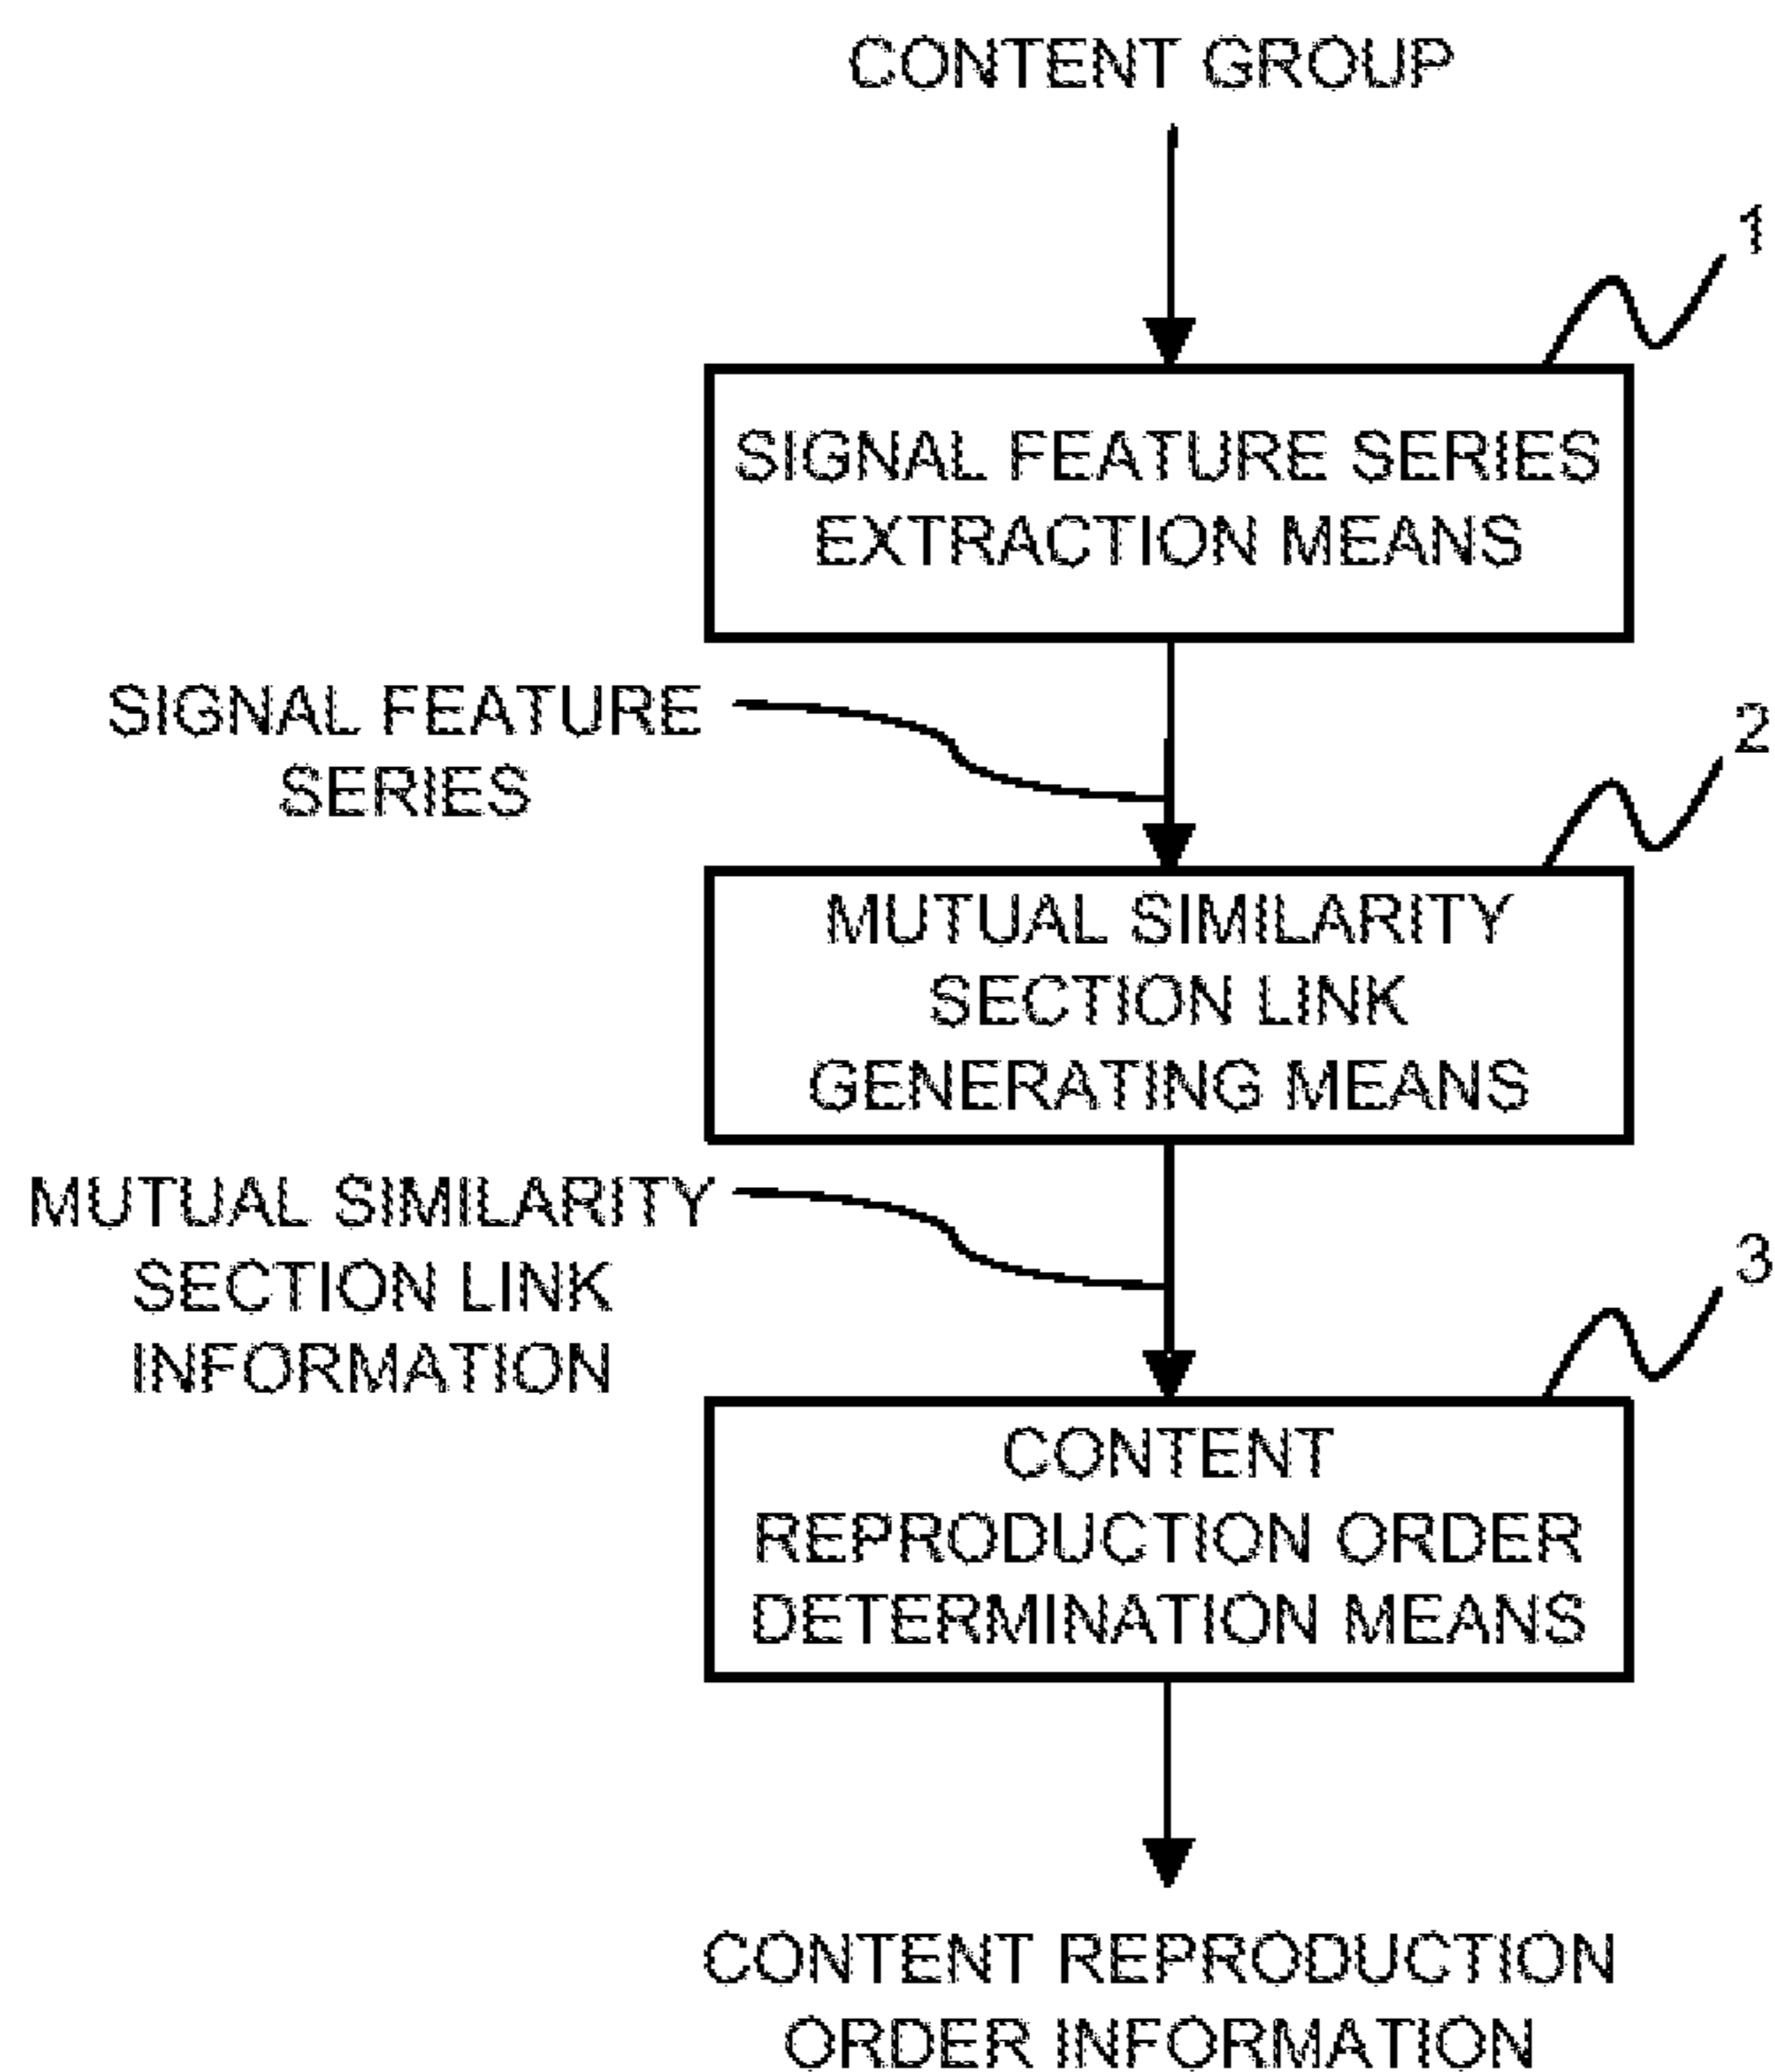 CONTENT GROUP
1
SIGNAL FEATURE SERIES
EXTRACTION MEANS
SIGNAL FEATURE
SERIES
2
MUTUAL SIMILARITY
SECTION LINK
GENERATING MEANS
MUTUAL SIMILARITY
SECTION LINK
INFORMATION
3
CONTENT
REPRODUCTION ORDER
DETERMINATION MEANS
CONTENT REPRODUCTION
ORDER INFORMATION